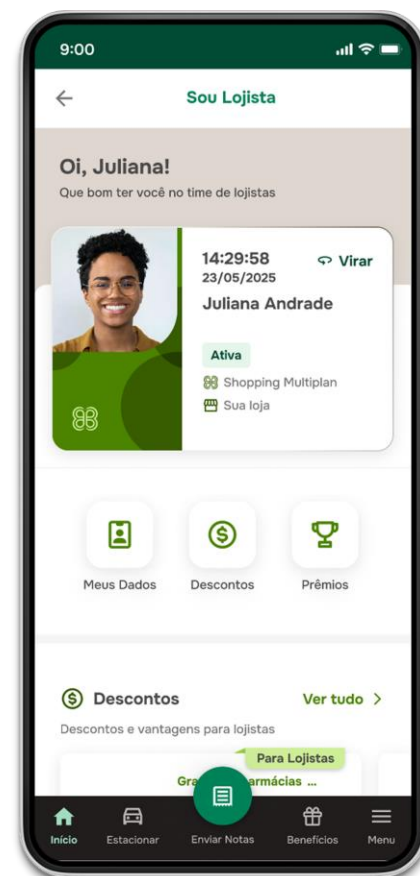 9:00
Sou Lojista
Oi, Juliana!
Que bom ter você no time de lojistas
14:29:58
Virar
23/05/2025
Juliana Andrade
Ativa
Shopping Multiplan
Sua loja
Meus Dados
Descontos
Prêmios
Descontos
Ver tudo
Descontos e vantagens para lojistas
Para Lojistas
Início
Estacionar
Enviar Notas
Benefícios
Menu